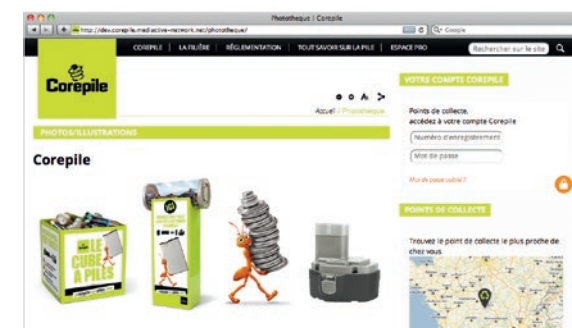 Photothèque | Corepile
http://dev.corepile.mediactive-network.net/phototheque/
Google
COREPILE | LA FILIÈRE | RÉGLEMENTATION | TOUT SAVOIR SUR LA PILE | ESPACE PRO
Rechercher sur le site
Corepile
Accueil / Photothèque
PHOTOS/ILLUSTRATIONS
Corepile
LE
CUBE
À PILES
Corepile
VOTRE COMPTE COREPILE
Points de collecte,
accédez à votre compte Corepile
Numéro d'enregistrement
Mot de passe
Mot de passe oublié ?
POINTS DE COLLECTE
Trouvez le point de collecte le plus proche de
chez vous.